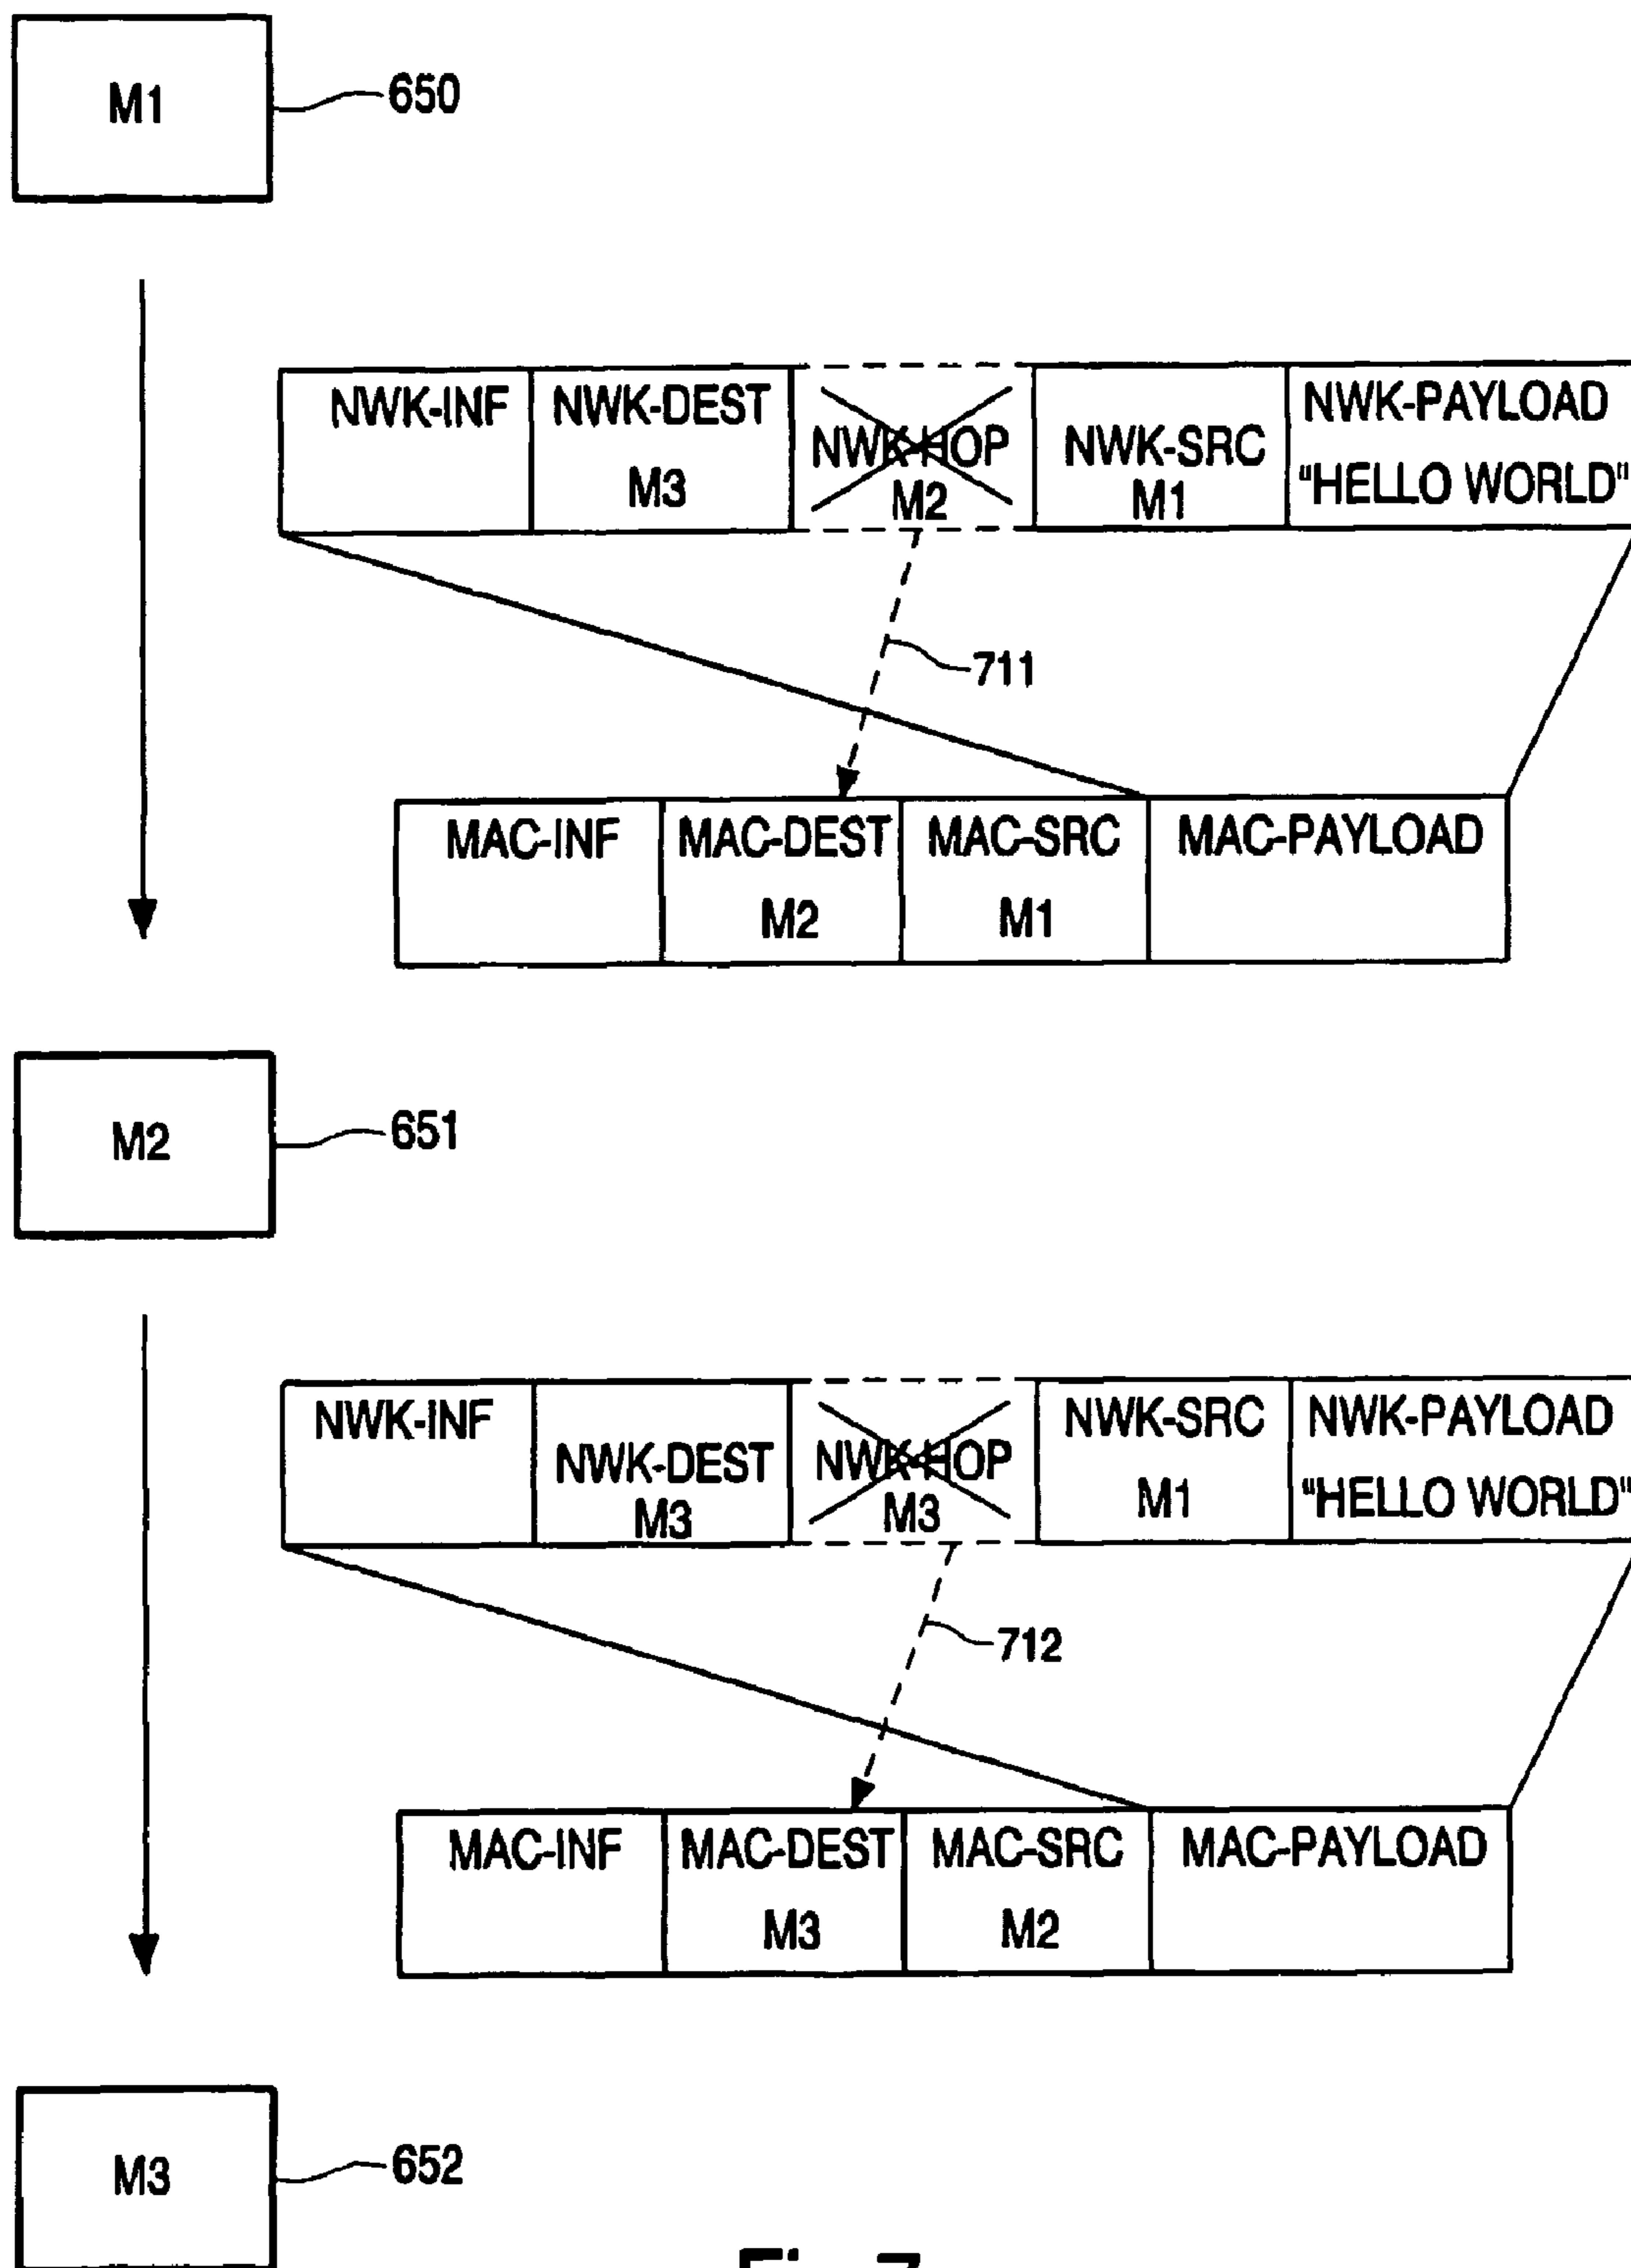 M1
650
NWK-INF
NWK-DEST
M3
NWK-HOP
M2
NWK-SRC
M1
NWK-PAYLOAD
"HELLO WORLD"
711
MAC-INF
MAC-DEST
M2
MAC-SRC
M1
MAC-PAYLOAD
M2
651
NWK-INF
NWK-DEST
M3
NWK-HOP
M3
NWK-SRC
M1
NWK-PAYLOAD
"HELLO WORLD"
712
MAC-INF
MAC-DEST
M3
MAC-SRC
M2
MAC-PAYLOAD
M3
652